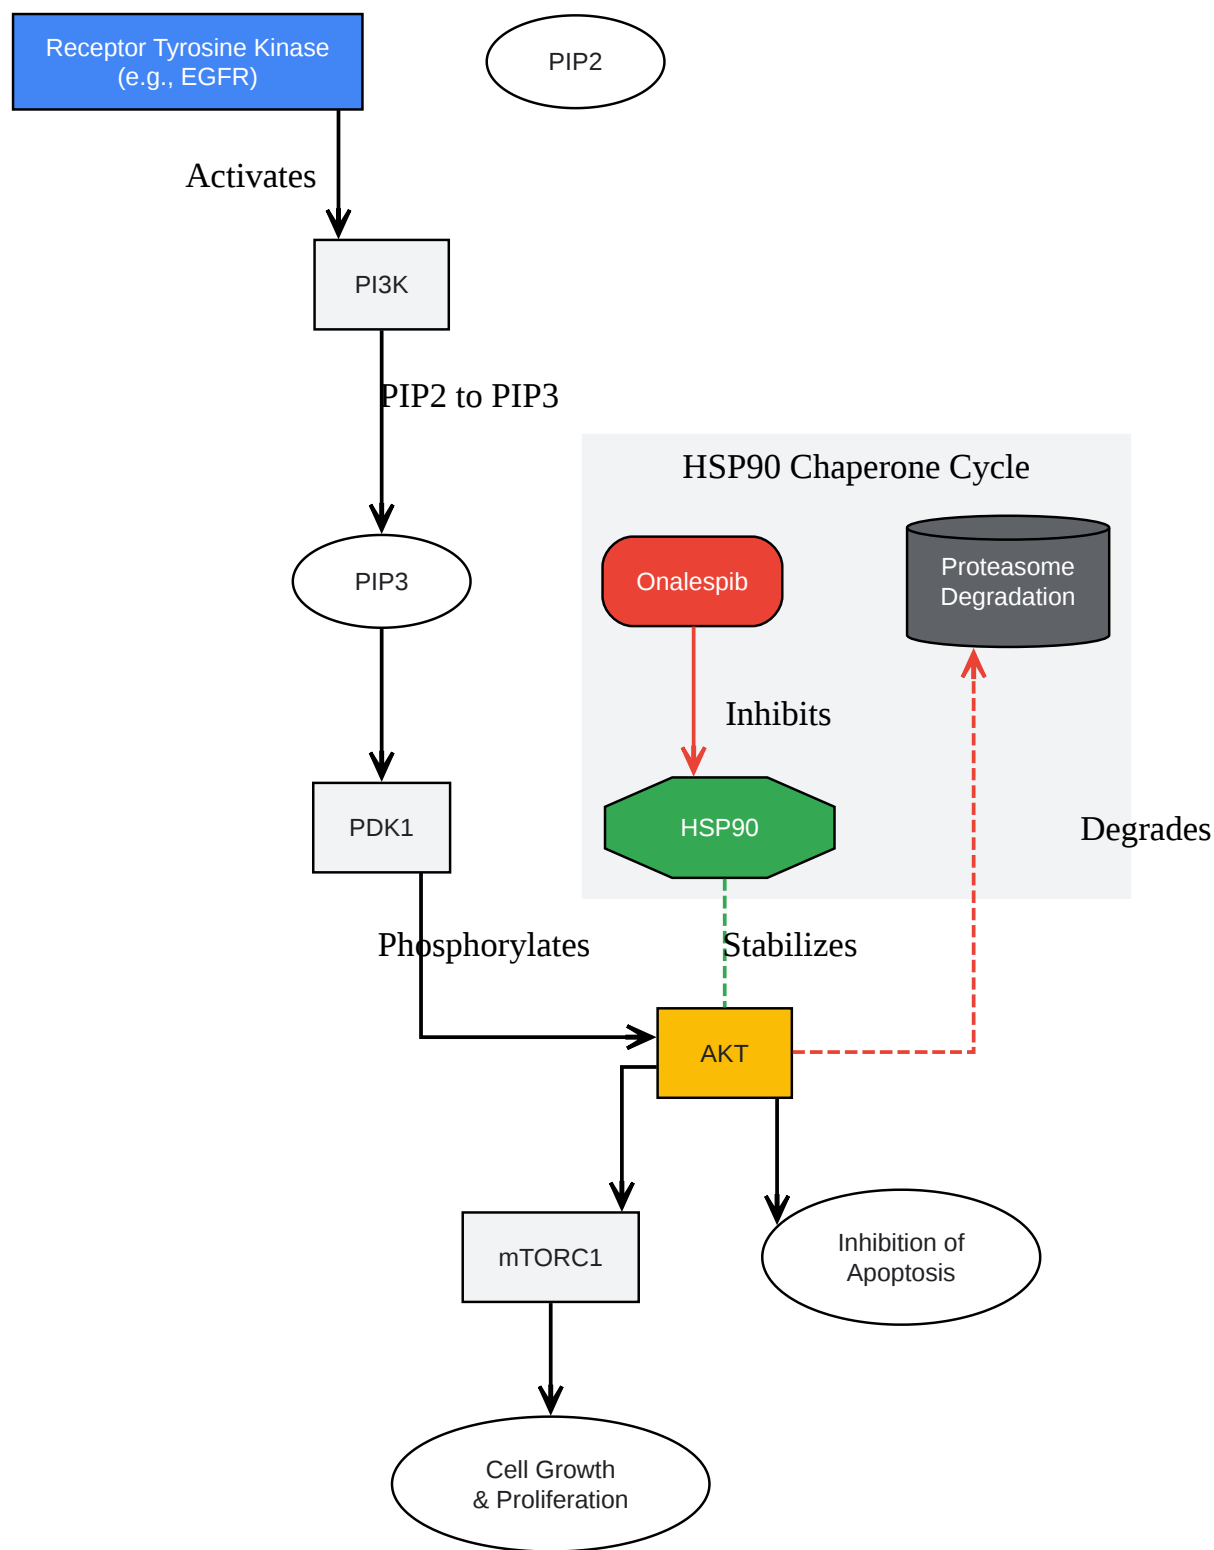 Receptor Tyrosine Kinase
(e.g., EGFR)
PIP2
Activates
PI3K
PIP2 to PIP3
HSP90 Chaperone Cycle
PIP3
Onalespib
Proteasome
Degradation
Inhibits
PDK1
HSP90
Degrades
Phosphorylates
Stabilizes
AKT
mTORC1
Inhibition of
Apoptosis
Cell Growth
& Proliferation